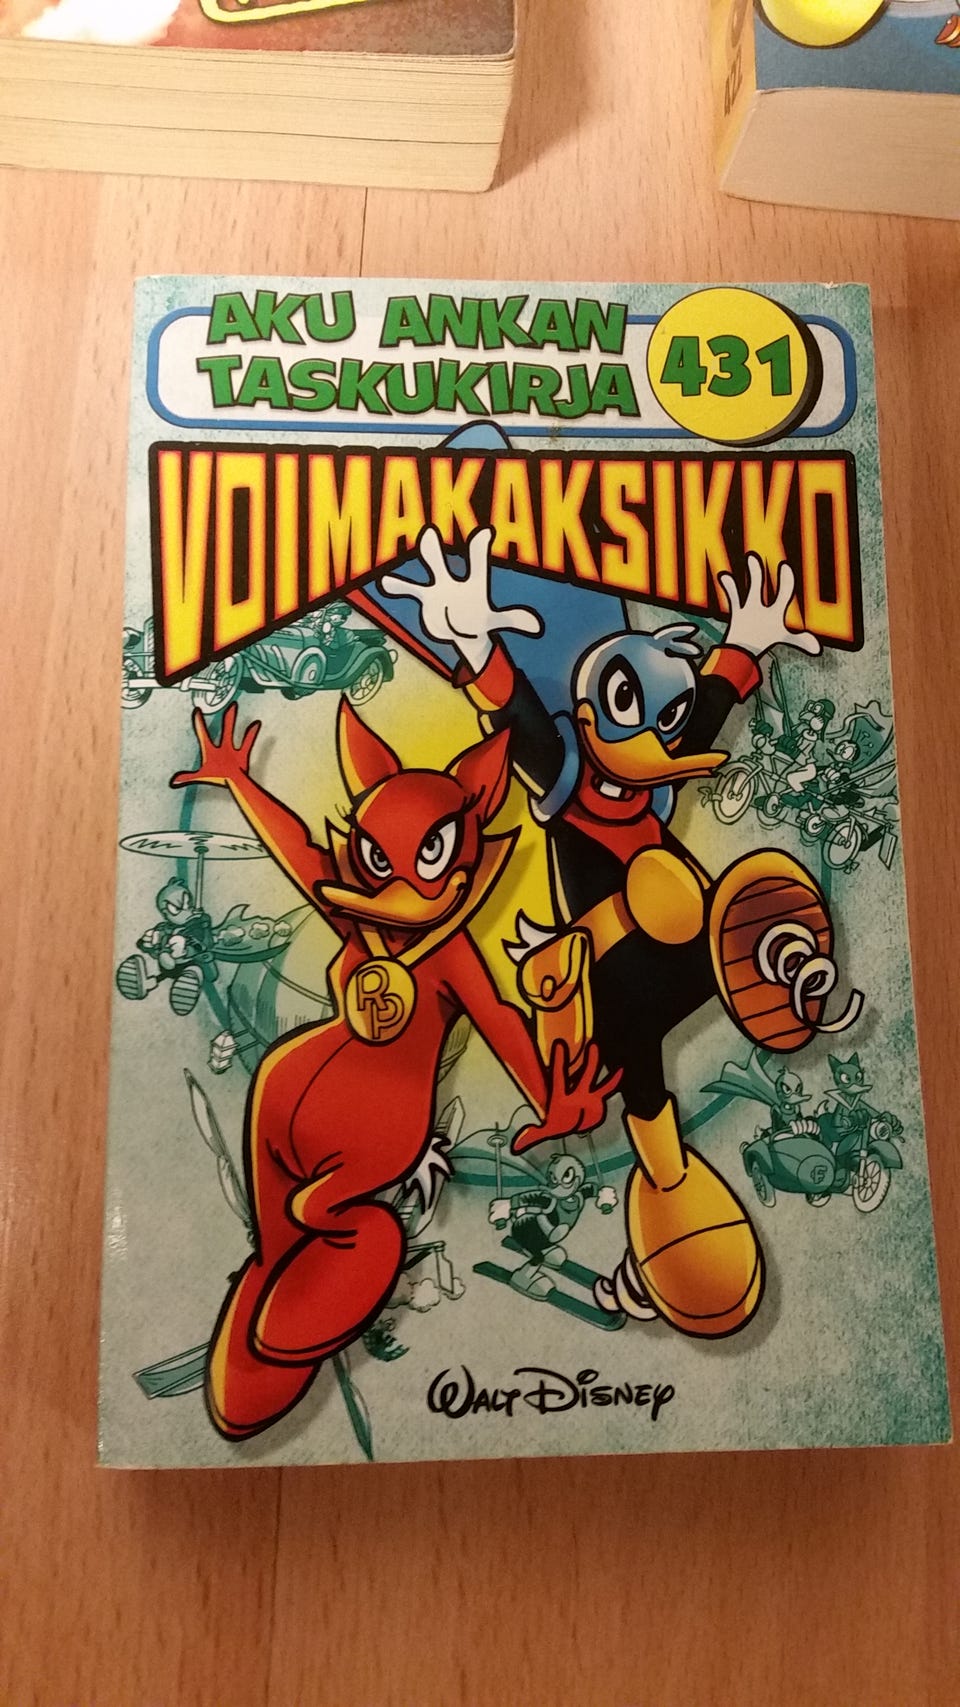 AKU ANKAN
TASKUKIRJA
431
VOIMAKAKSIKKO
RP
F
WALT DISNEY